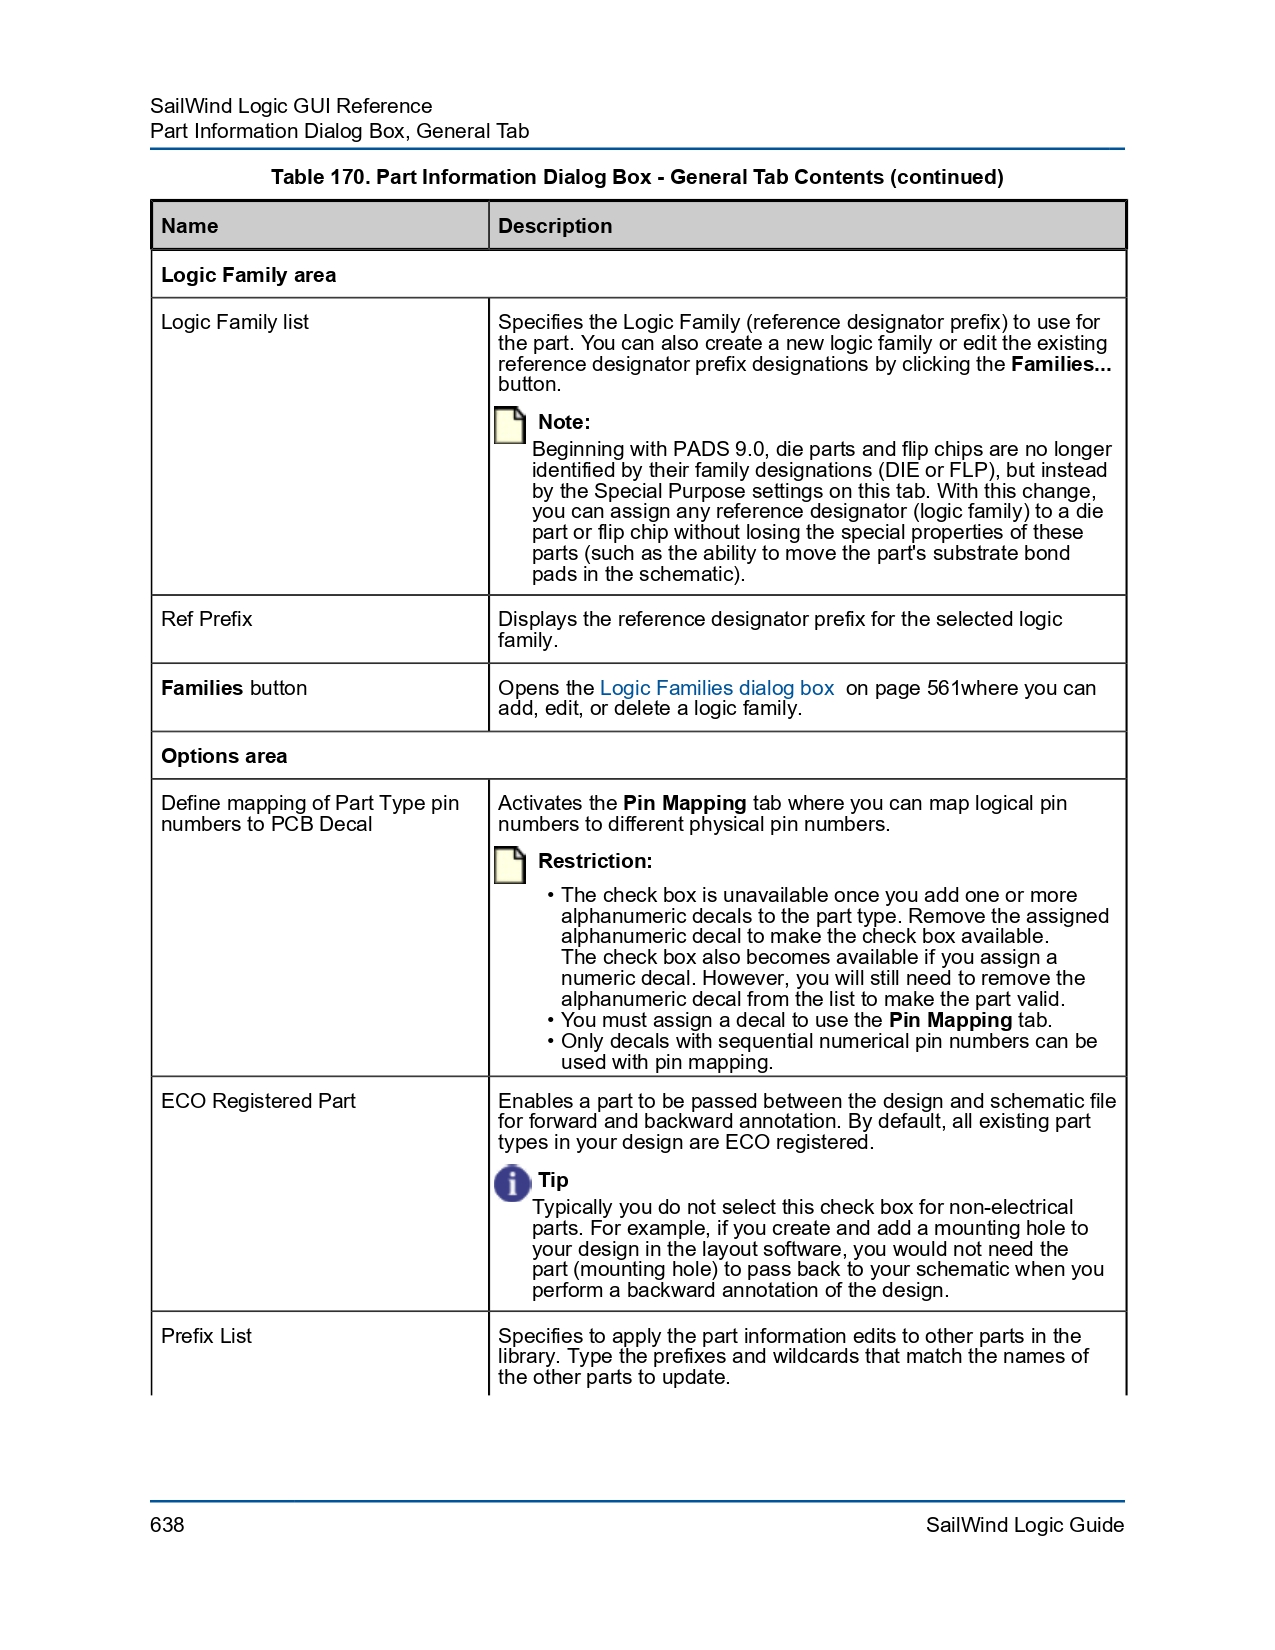 SailWind Logic GUI Reference
Part Information Dialog Box, General Tab
Table 170. Part Information Dialog Box - General Tab Contents (continued)
Name Description
Logic Family area
Logic Family list Specifies the Logic Family (reference designator prefix) to use for
the part. You can also create a new logic family or edit the existing
reference designator prefix designations by clicking the Families...
button.
Note:
Beginning with PADS 9.0, die parts and flip chips are no longer
identified by their family designations (DIE or FLP), but instead
by the Special Purpose settings on this tab. With this change,
you can assign any reference designator (logic family) to a die
part or flip chip without losing the special properties of these
parts (such as the ability to move the part's substrate bond
pads in the schematic).
Ref Prefix Displays the reference designator prefix for the selected logic
family.
Families button Opens the Logic Families dialog box on page 561where you can
add, edit, or delete a logic family.
Options area
Define mapping of Part Type pin
numbers to PCB Decal
Activates the Pin Mapping tab where you can map logical pin
numbers to different physical pin numbers.
Restriction:
• The check box is unavailable once you add one or more
alphanumeric decals to the part type. Remove the assigned
alphanumeric decal to make the check box available.
The check box also becomes available if you assign a
numeric decal. However, you will still need to remove the
alphanumeric decal from the list to make the part valid.
• You must assign a decal to use the Pin Mapping tab.
• Only decals with sequential numerical pin numbers can be
used with pin mapping.
ECO Registered Part Enables a part to be passed between the design and schematic file
for forward and backward annotation. By default, all existing part
types in your design are ECO registered.
Tip
Typically you do not select this check box for non-electrical
parts. For example, if you create and add a mounting hole to
your design in the layout software, you would not need the
part (mounting hole) to pass back to your schematic when you
perform a backward annotation of the design.
Prefix List Specifies to apply the part information edits to other parts in the
library. Type the prefixes and wildcards that match the names of
the other parts to update.
638 SailWind Logic Guide